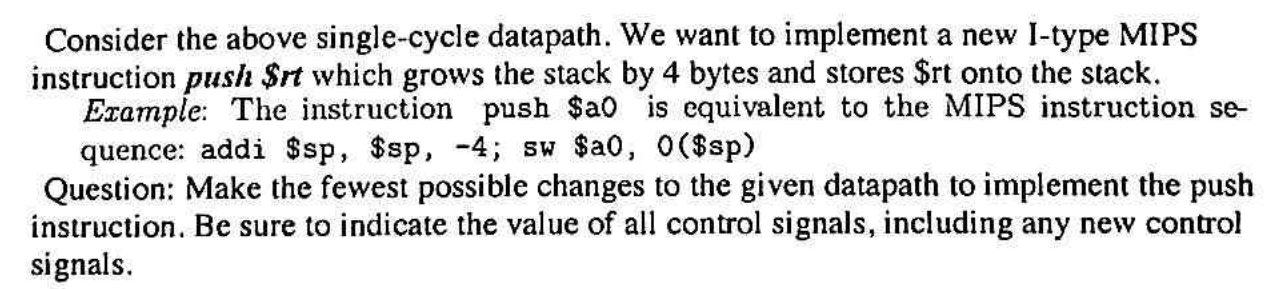 Consider the above single-cycle datapath. We want to implement a new I-type MIPS
instruction push $rt which grows the stack by 4 bytes and stores $rt onto the stack.
Example: The instruction push $a0 is equivalent to the MIPS instruction se-
quence: addi $sp, $sp, -4; sw $a0, 0($sp)
Question: Make the fewest possible changes to the given datapath to implement the push
instruction. Be sure to indicate the value of all control signals, including any new control
signals.